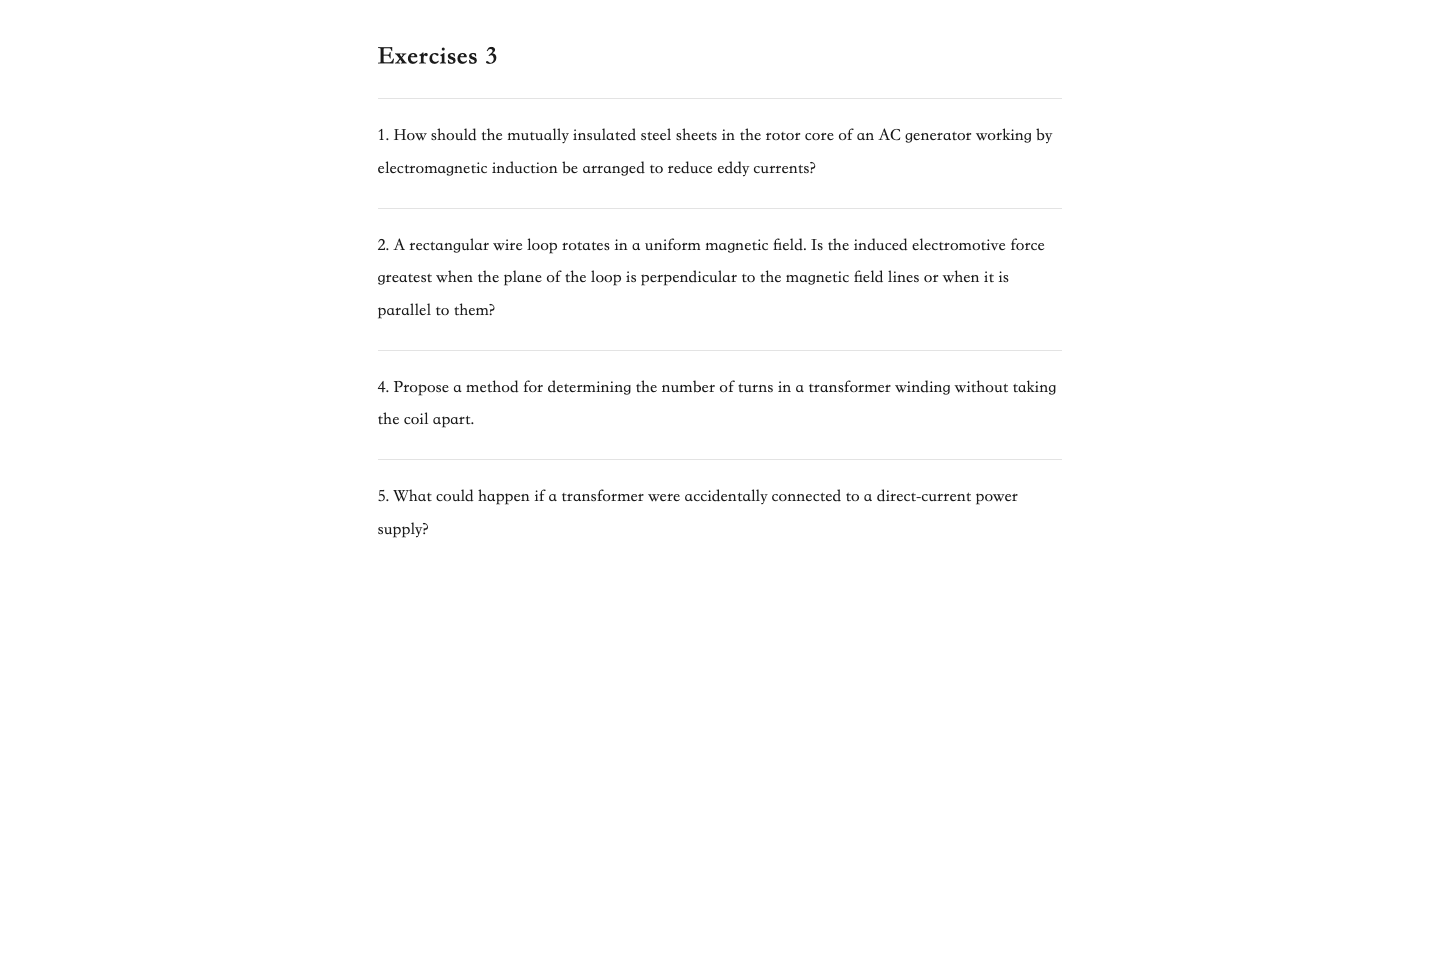 Exercises 3
1. How should the mutually insulated steel sheets in the rotor core of an AC generator working by
electromagnetic induction be arranged to reduce eddy currents?
2. A rectangular wire loop rotates in a uniform magnetic field. Is the induced electromotive force
greatest when the plane of the loop is perpendicular to the magnetic field lines or when it is
parallel to them?
4. Propose a method for determining the number of turns in a transformer winding without taking
the coil apart.
5. What could happen if a transformer were accidentally connected to a direct-current power
supply?